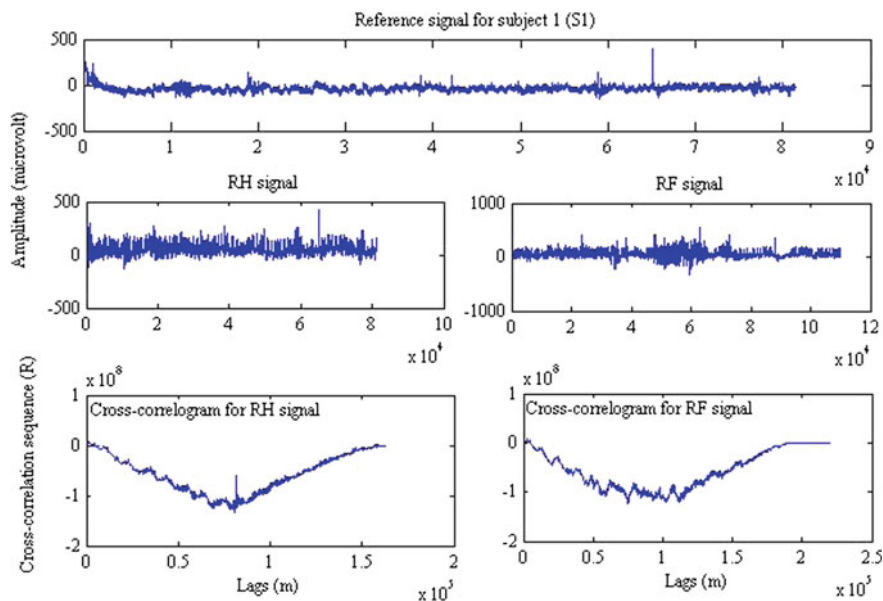 Reference signal for subject 1 (S1)
500
0
-500
0 1 2 3 4 5 6 7 8 9
x 10^4
Amplitude (microvolt)
RH signal
500
0
-500
0 2 4 6 8 10
x 10^4
RF signal
1000
0
-1000
0 2 4 6 8 10 12
x 10^4
Cross-correlation sequence (R)
x 10^8
Cross-correlogram for RH signal
1
0
-1
-2
0 0.5 1 1.5 2
Lags (m)
x 10^5
x 10^8
Cross-correlogram for RF signal
1
0
-1
-2
0 0.5 1 1.5 2 2.5
Lags (m)
x 10^5